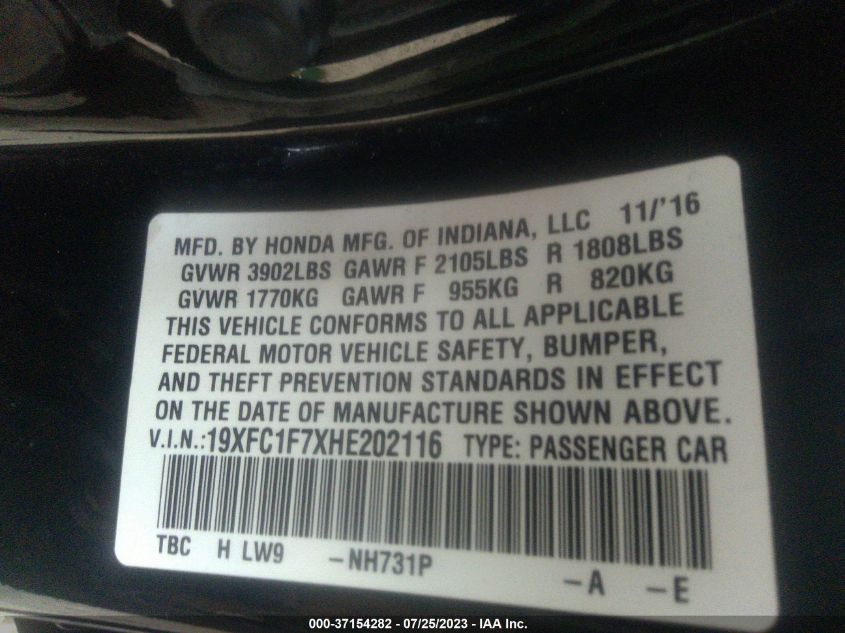 MFD. BY HONDA MFG. OF INDIANA, LLC 11/'16
GVWR 3902LBS GAWR F 2105LBS R 1808LBS
GVWR 1770KG GAWR F 955KG R 820KG
THIS VEHICLE CONFORMS TO ALL APPLICABLE
FEDERAL MOTOR VEHICLE SAFETY, BUMPER,
AND THEFT PREVENTION STANDARDS IN EFFECT
ON THE DATE OF MANUFACTURE SHOWN ABOVE.
V.I.N.:19XFC1F7XHE202116 TYPE: PASSENGER CAR
TBC H LW9 -NH731P -A -E
000-37154282 - 07/25/2023 - IAA Inc.